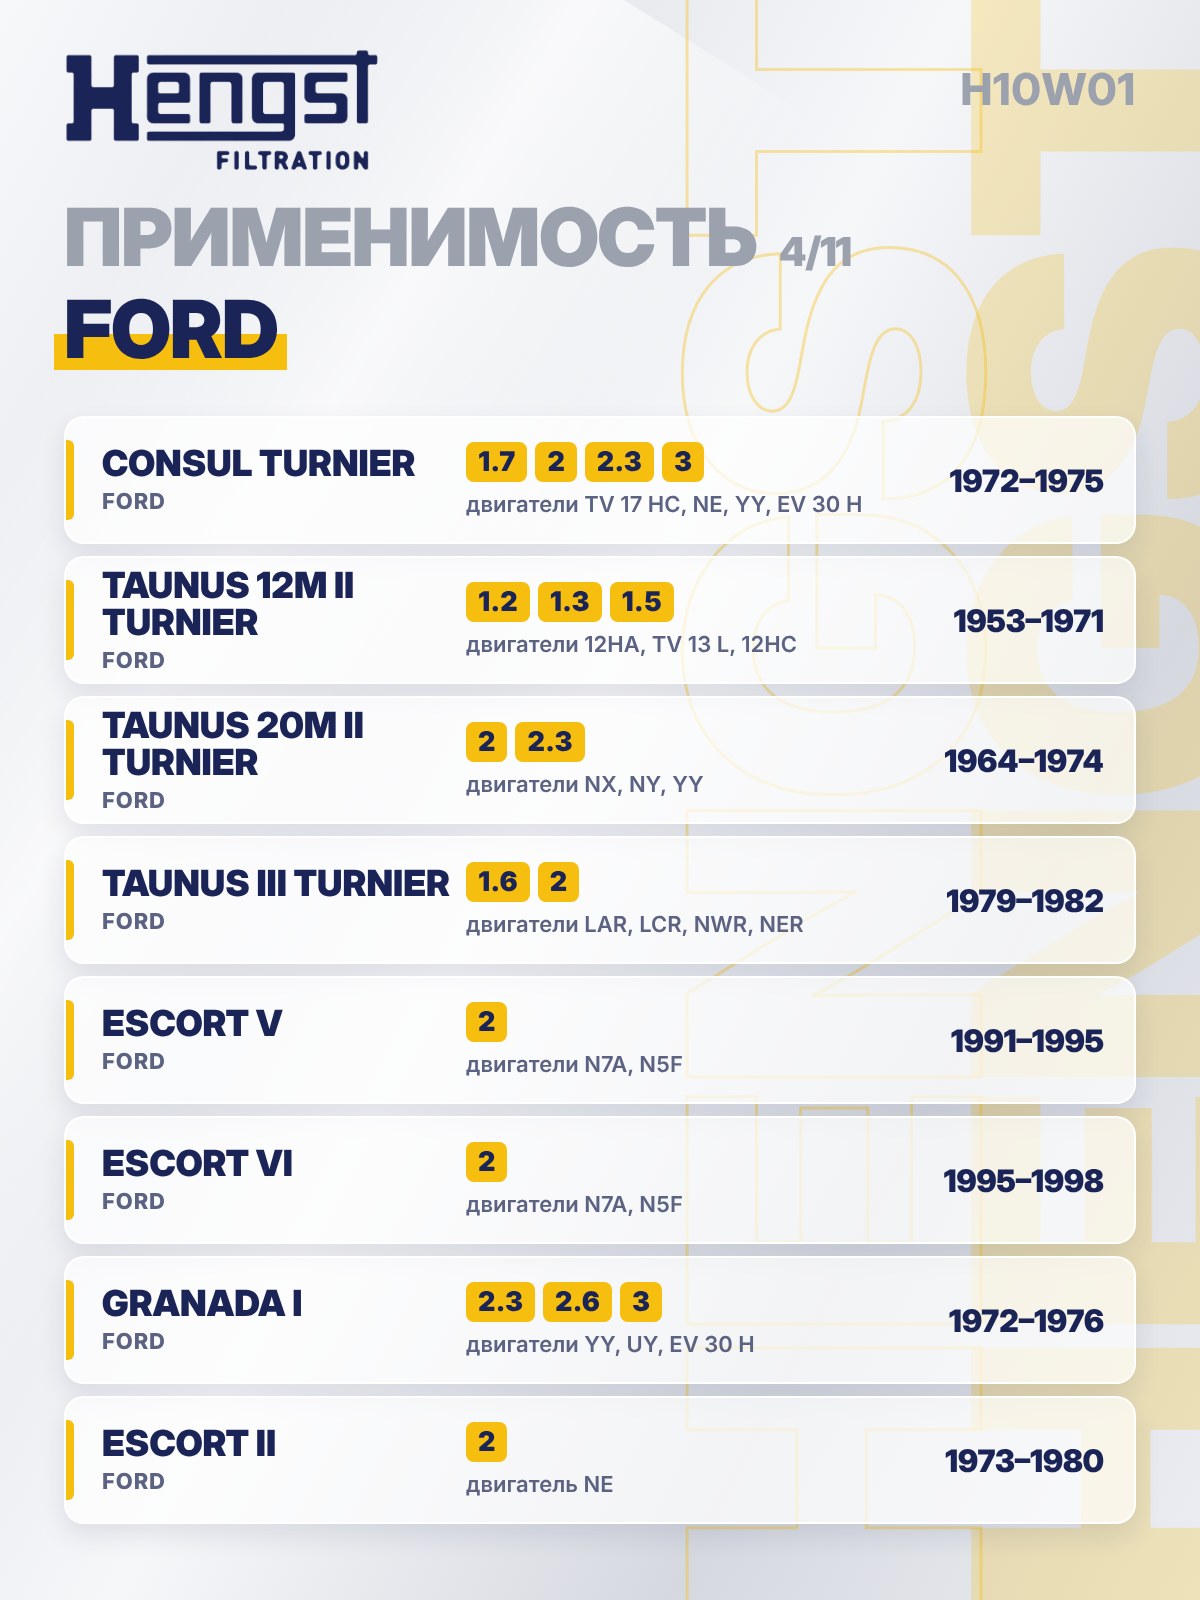 Hengst
FILTRATION
H10W01
ПРИМЕНИМОСТЬ 4/11
FORD
CONSUL TURNIER
FORD
1.7 2 2.3 3
двигатели TV 17 HC, NE, YY, EV 30 H
1972–1975
TAUNUS 12M II
TURNIER
FORD
1.2 1.3 1.5
двигатели 12HA, TV 13 L, 12HC
1953–1971
TAUNUS 20M II
TURNIER
FORD
2 2.3
двигатели NX, NY, YY
1964–1974
TAUNUS III TURNIER
FORD
1.6 2
двигатели LAR, LCR, NWR, NER
1979–1982
ESCORT V
FORD
2
двигатели N7A, N5F
1991–1995
ESCORT VI
FORD
2
двигатели N7A, N5F
1995–1998
GRANADA I
FORD
2.3 2.6 3
двигатели YY, UY, EV 30 H
1972–1976
ESCORT II
FORD
2
двигатель NE
1973–1980
HENGST
HENGST